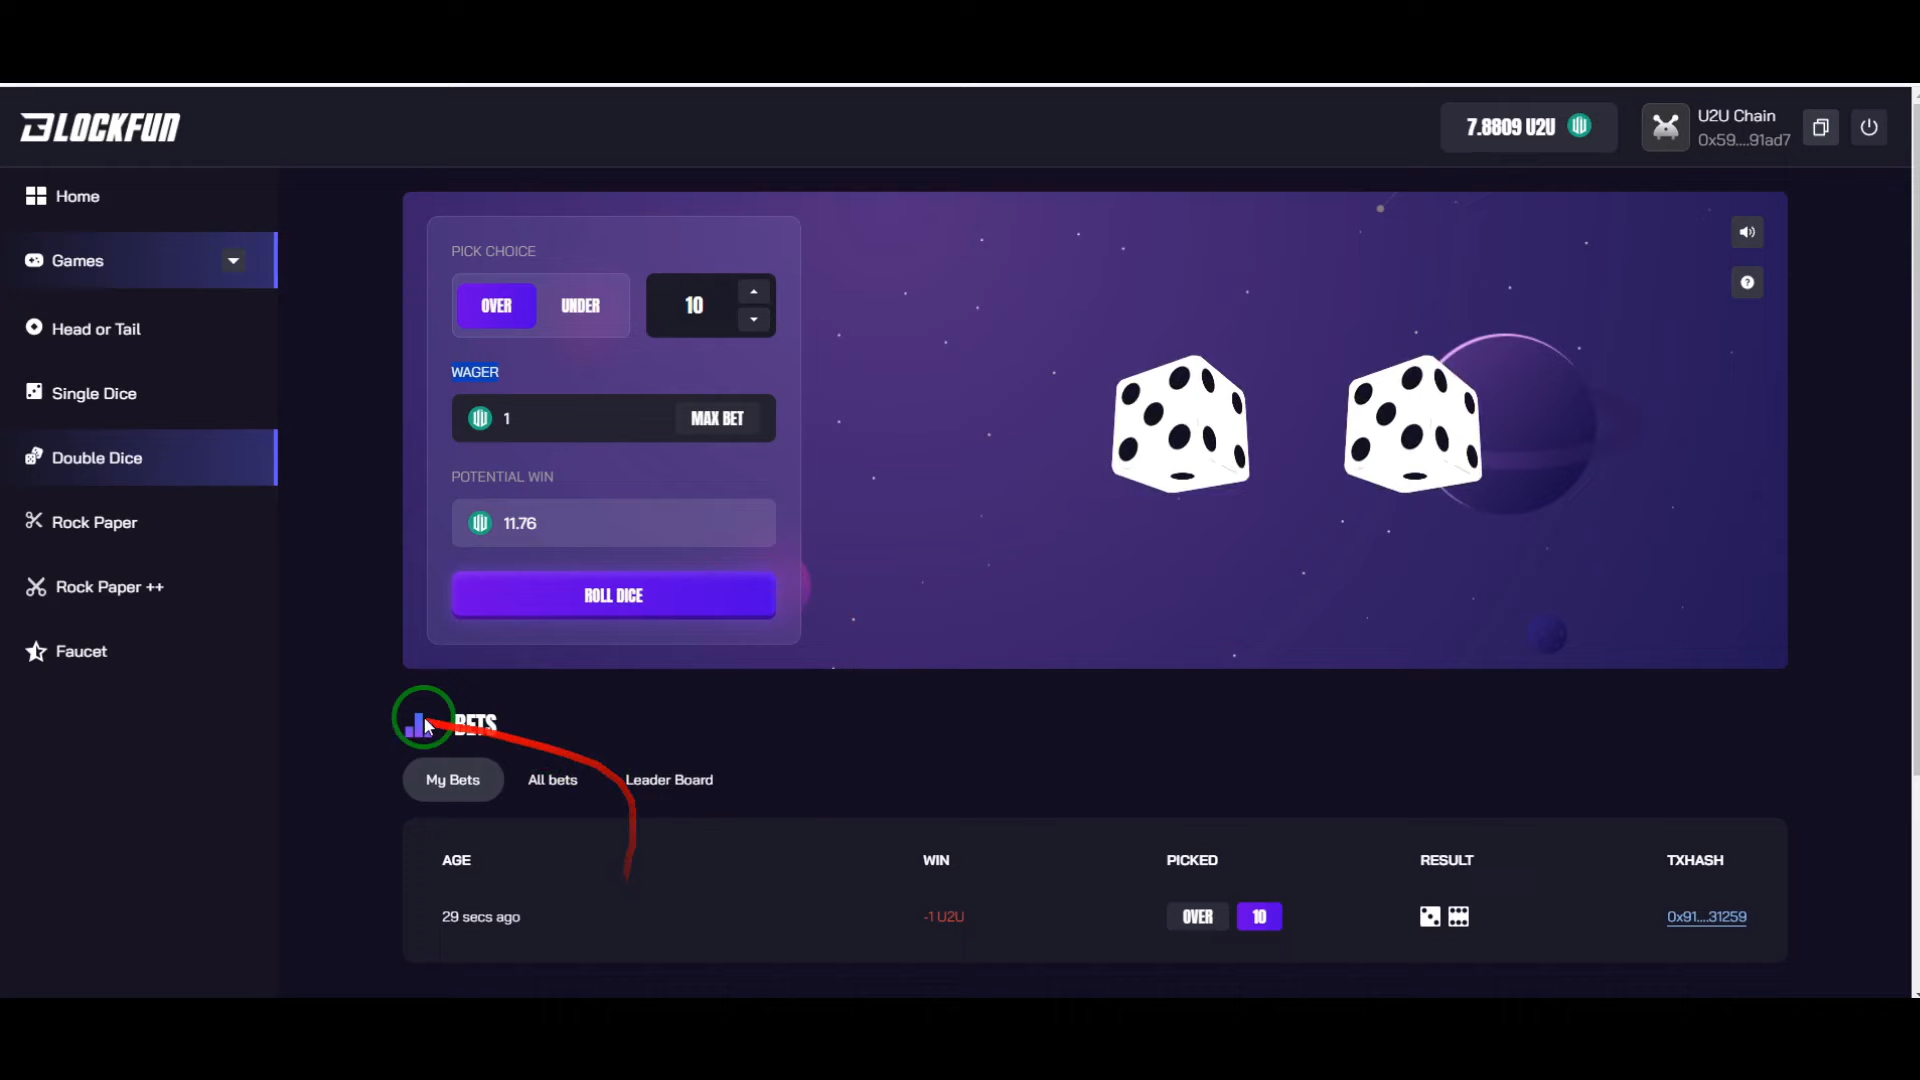 BLOCKFUN
7.8809 U2U
U2U Chain
0x59....91ad7
Home
Games
Head or Tail
Single Dice
Double Dice
Rock Paper
Rock Paper ++
Faucet
PICK CHOICE
OVER UNDER 10
WAGER
1 MAX BET
POTENTIAL WIN
11.76
ROLL DICE
BETS
My Bets All bets Leader Board
AGE WIN PICKED RESULT TXHASH
29 secs ago -1 U2U OVER 10 0x91....31259